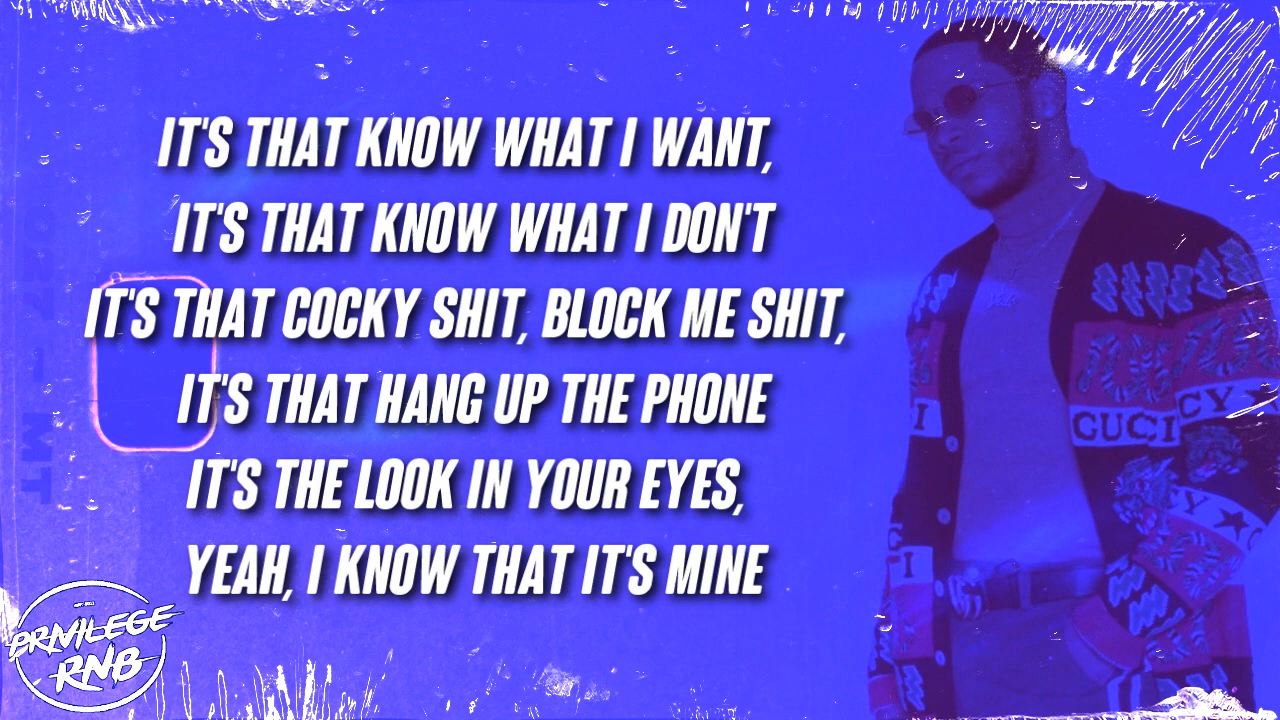 IT'S THAT KNOW WHAT I WANT,
IT'S THAT KNOW WHAT I DON'T
IT'S THAT COCKY SHIT, BLOCK ME SHIT,
IT'S THAT HANG UP THE PHONE
IT'S THE LOOK IN YOUR EYES,
YEAH, I KNOW THAT IT'S MINE
PRIVILEGE
RNB
GUCCI